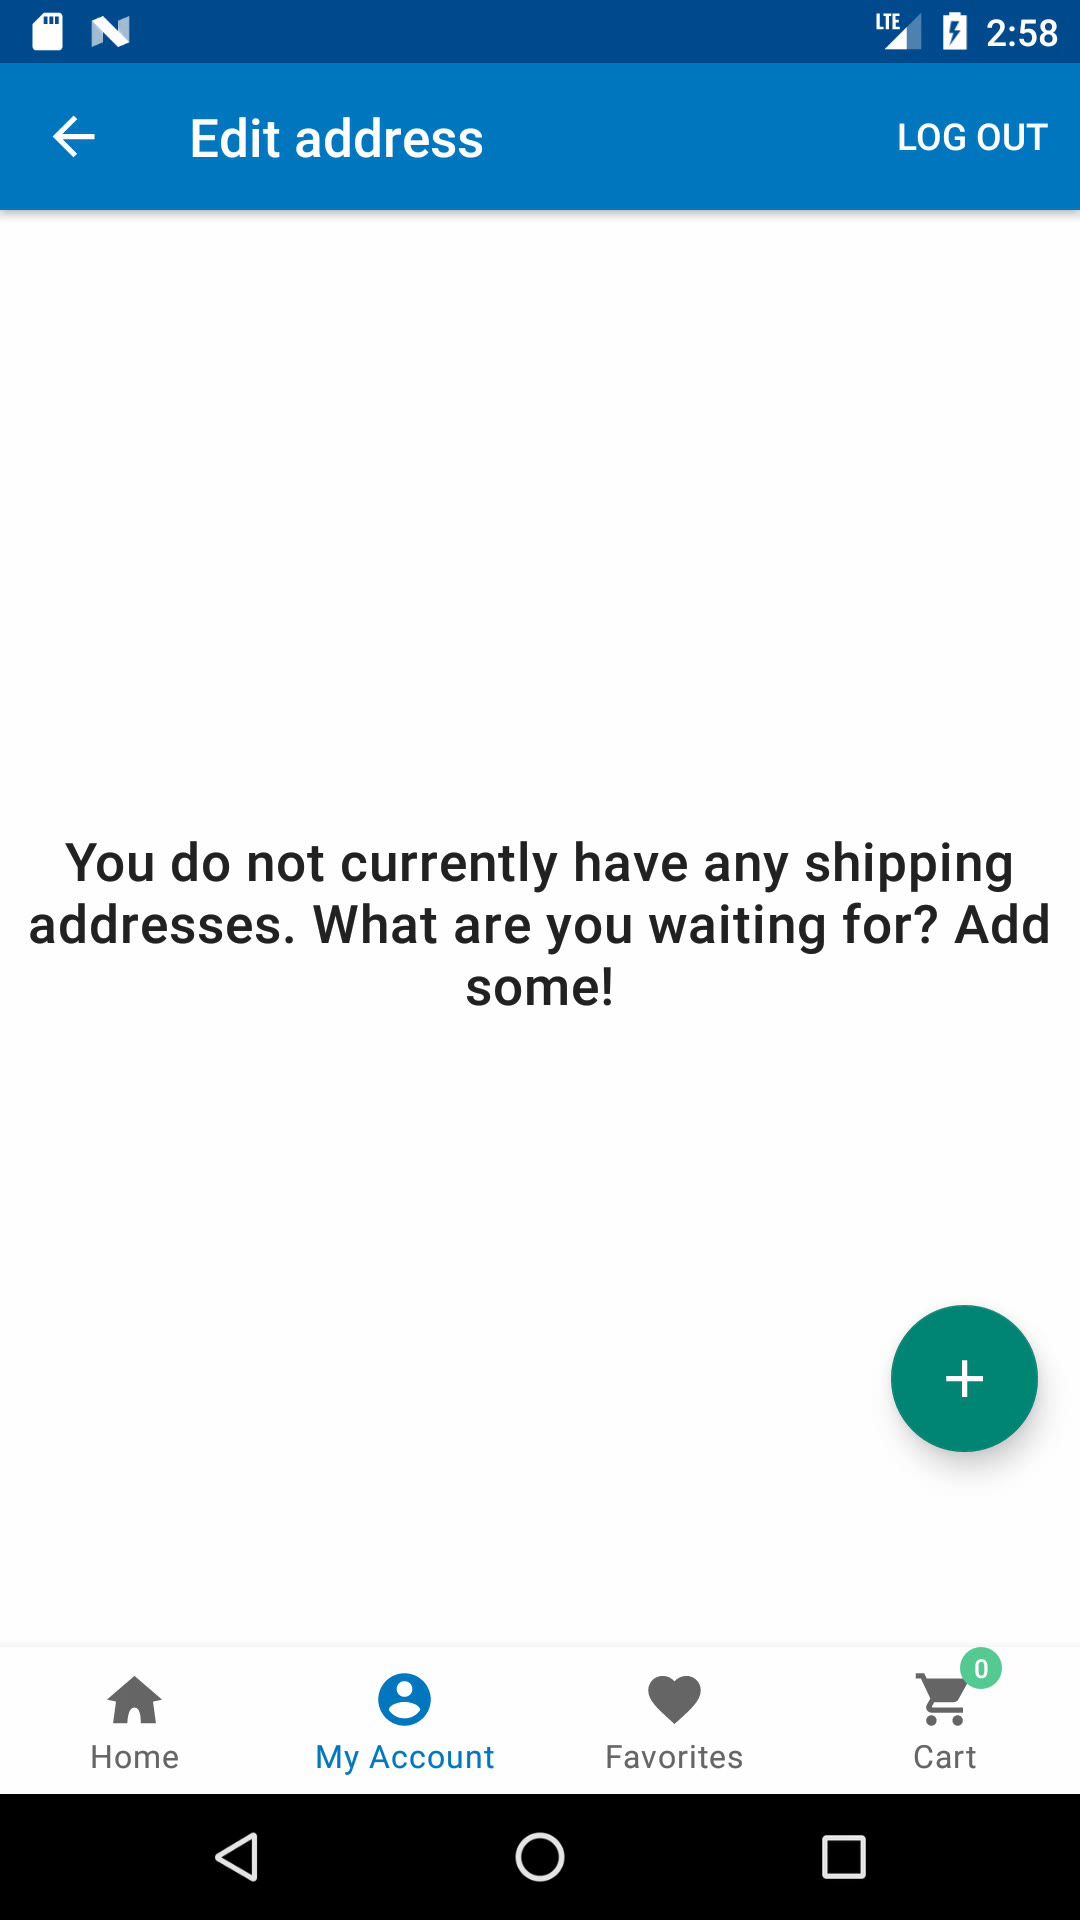 LTE 2:58
Edit address LOG OUT
You do not currently have any shipping
addresses. What are you waiting for? Add
some!
0
Home My Account Favorites Cart